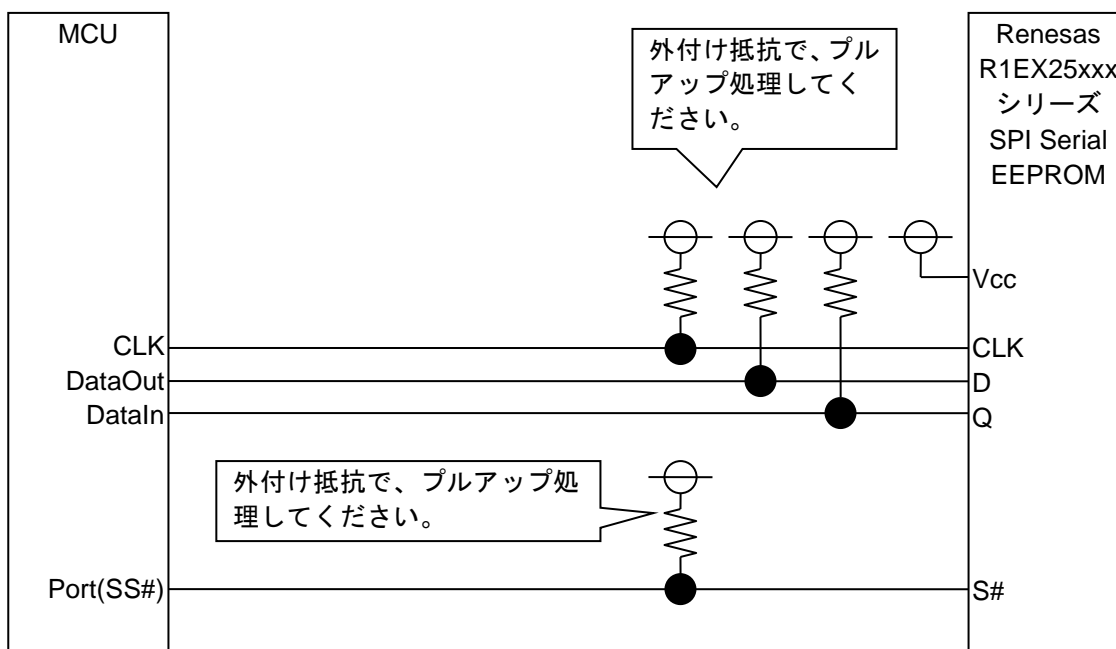 MCU
外付け抵抗で、プル
アップ処理してく
ださい。
Renesas
R1EX25xxx
シリーズ
SPI Serial
EEPROM
Vcc
CLK
CLK
DataOut
D
DataIn
Q
外付け抵抗で、プルアップ処
理してください。
Port(SS#)
S#